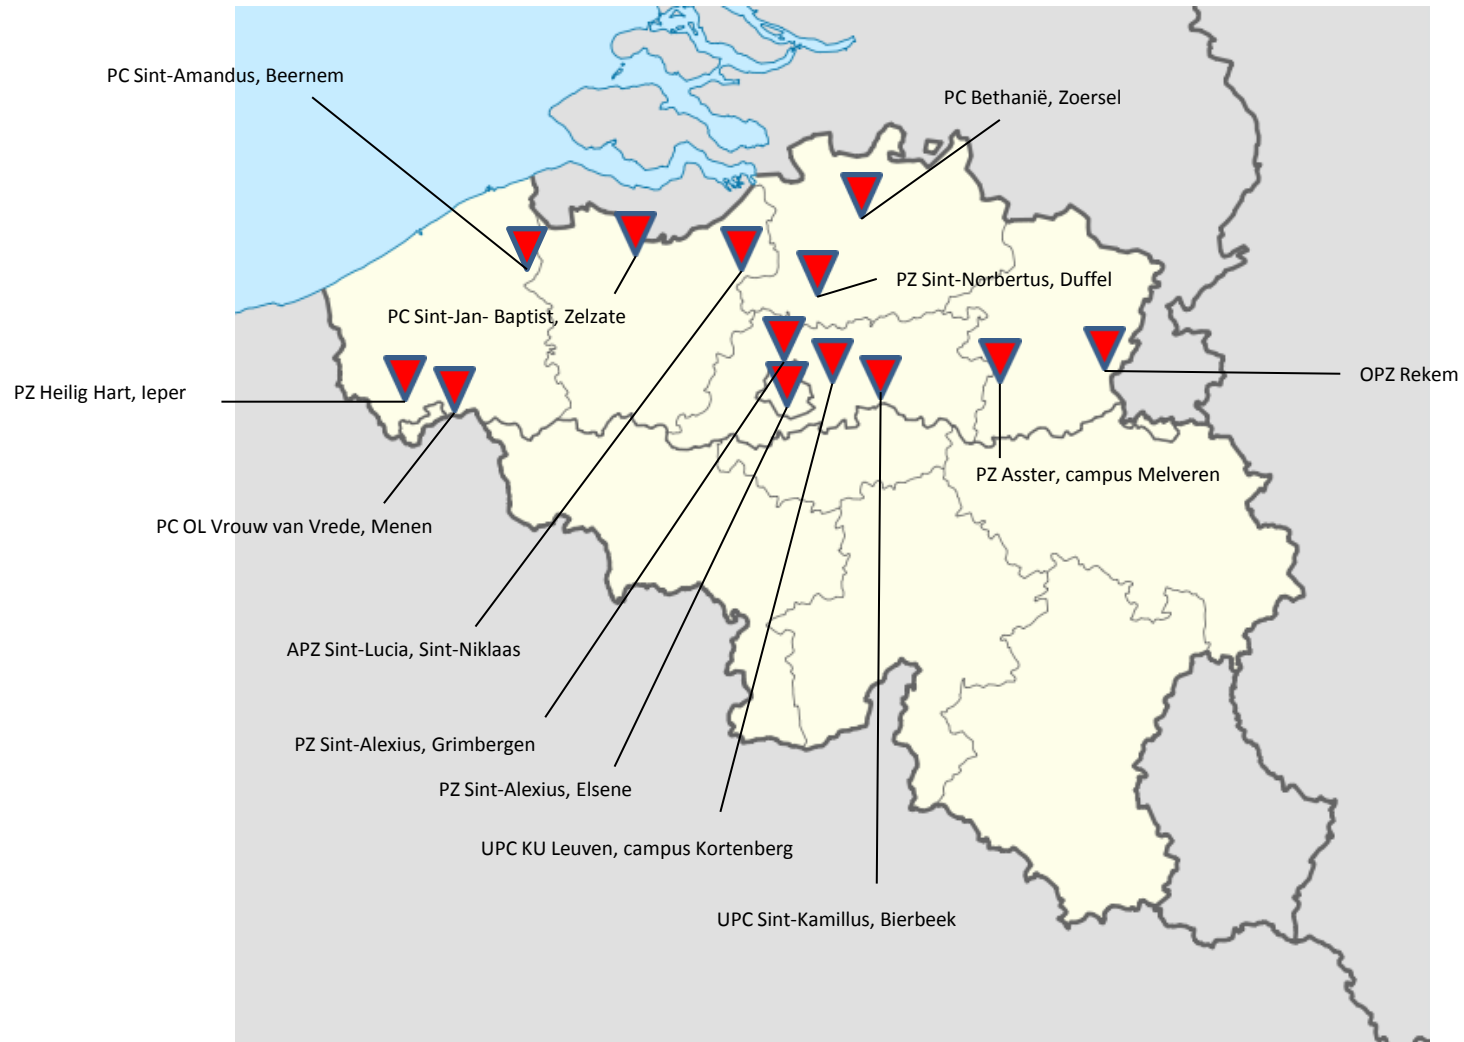 PC Sint-Amandus, Beernem
PC Bethanië, Zoersel
PZ Sint-Norbertus, Duffel
PC Sint-Jan- Baptist, Zelzate
OPZ Rekem
PZ Heilig Hart, Ieper
PZ Asster, campus Melveren
PC OL Vrouw van Vrede, Menen
APZ Sint-Lucia, Sint-Niklaas
PZ Sint-Alexius, Grimbergen
PZ Sint-Alexius, Elsene
UPC KU Leuven, campus Kortenberg
UPC Sint-Kamillus, Bierbeek